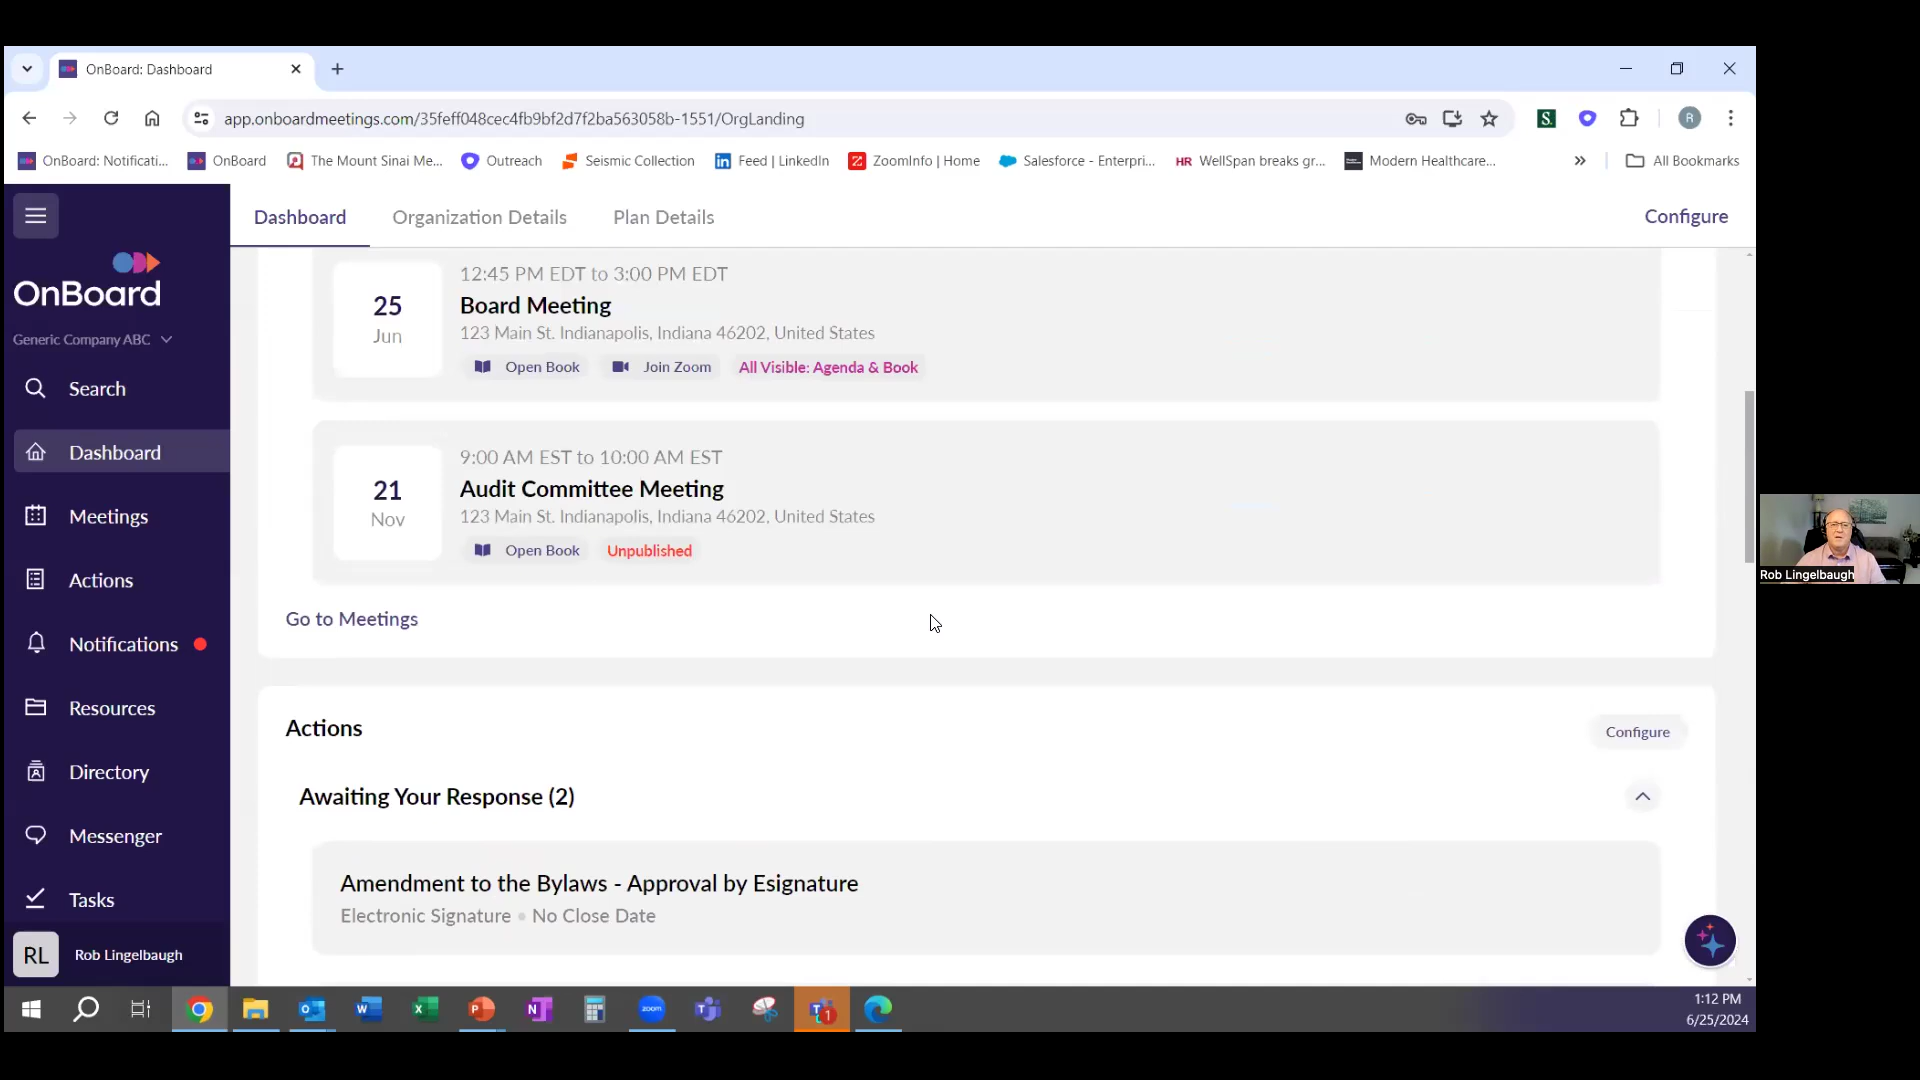 OnBoard: Dashboard
app.onboardmeetings.com/35feff048cec4fb9bf2d7f2ba563058b-1551/OrgLanding
R
OnBoard: Notificati...
OnBoard
The Mount Sinai Me...
Outreach
Seismic Collection
Feed | LinkedIn
ZoomInfo | Home
Salesforce - Enterpri...
HR WellSpan breaks gr...
Modern Healthcare...
All Bookmarks
OnBoard
Generic Company ABC
Search
Dashboard
Meetings
Actions
Notifications
Resources
Directory
Messenger
Tasks
RL Rob Lingelbaugh
Dashboard Organization Details Plan Details Configure
25 Jun
12:45 PM EDT to 3:00 PM EDT
Board Meeting
123 Main St. Indianapolis, Indiana 46202, United States
Open Book Join Zoom All Visible: Agenda & Book
21 Nov
9:00 AM EST to 10:00 AM EST
Audit Committee Meeting
123 Main St. Indianapolis, Indiana 46202, United States
Open Book Unpublished
Go to Meetings
Actions Configure
Awaiting Your Response (2)
Amendment to the Bylaws - Approval by Esignature
Electronic Signature • No Close Date
Rob Lingelbaugh
zoom
1:12 PM
6/25/2024